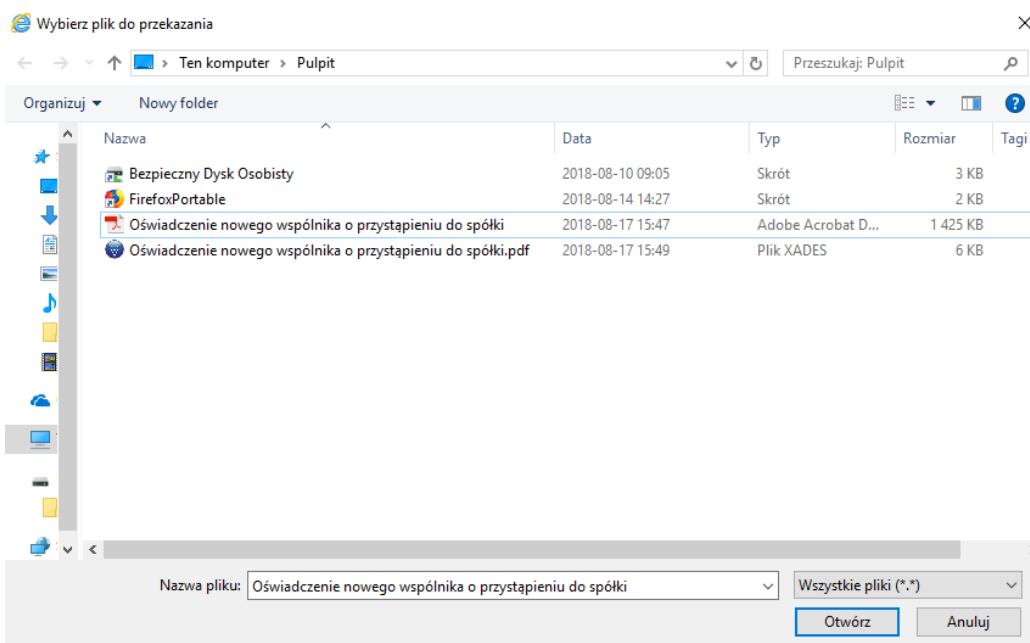 Wybierz plik do przekazania
Ten komputer > Pulpit
Przeszukaj: Pulpit
Organizuj
Nowy folder
Nazwa Data Typ Rozmiar Tagi
Bezpieczny Dysk Osobisty 2018-08-10 09:05 Skrót 3 KB
FirefoxPortable 2018-08-14 14:27 Skrót 2 KB
Oświadczenie nowego wspólnika o przystąpieniu do spółki 2018-08-17 15:47 Adobe Acrobat D... 1 425 KB
Oświadczenie nowego wspólnika o przystąpieniu do spółki.pdf 2018-08-17 15:49 Plik XADES 6 KB
Nazwa pliku: Oświadczenie nowego wspólnika o przystąpieniu do spółki Wszystkie pliki (*.*)
Otwórz Anuluj